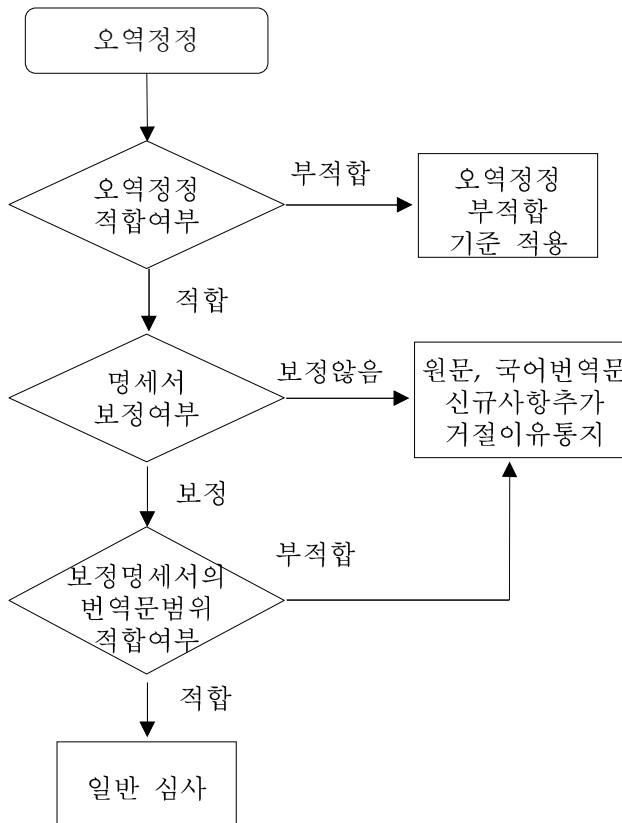 오역정정
오역정정
적합여부
부적합
오역정정
부적합
기준 적용
적합
명세서
보정여부
보정않음
원문, 국어번역문
신규사항추가
거절이유통지
보정
보정명세서의
번역문범위
적합여부
부적합
적합
일반 심사